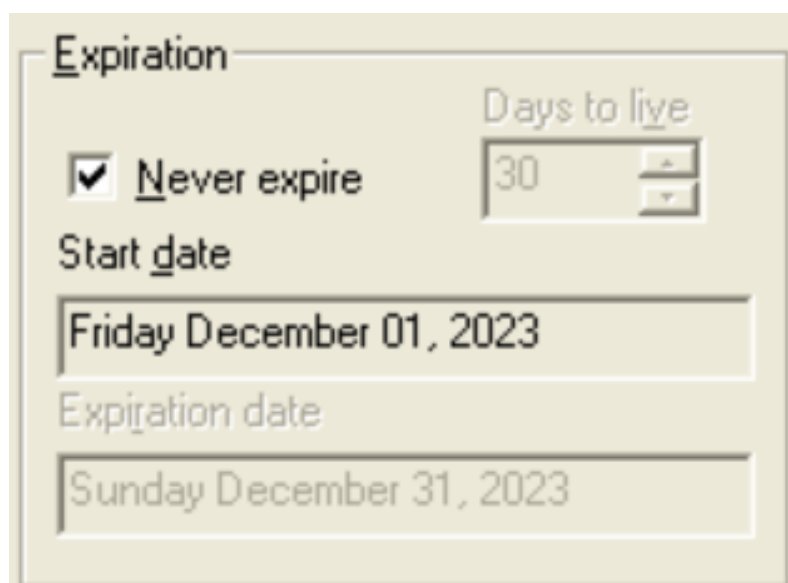 Expiration
Days to live
Never expire
30
Start date
Friday December 01, 2023
Expiration date
Sunday December 31, 2023